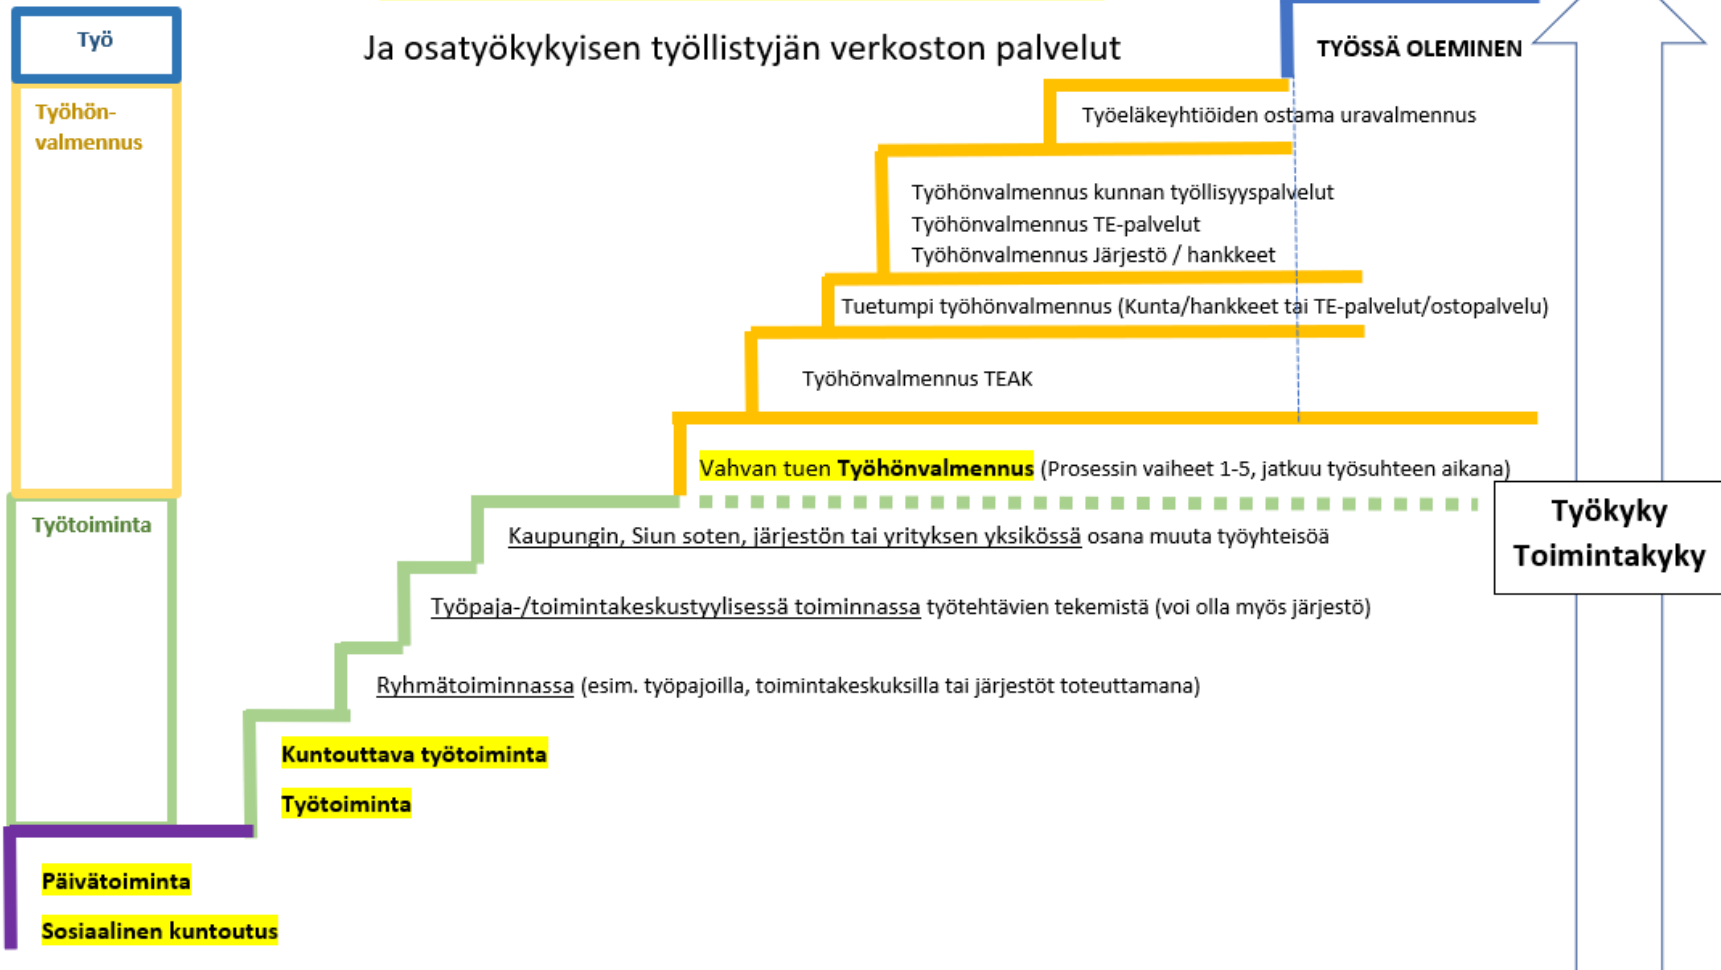 Työ
Ja osatyökykyisen työllistyjän verkoston palvelut
TYÖSSÄ OLEMINEN
Työhön-
valmennus
Työeläkeyhtiöiden ostama uravalmennus
Työhönvalmennus kunnan työllisyyspalvelut
Työhönvalmennus TE-palvelut
Työhönvalmennus Järjestö / hankkeet
Tuetumpi työhönvalmennus (Kunta/hankkeet tai TE-palvelut/ostopalvelu)
Työhönvalmennus TEAK
Vahvan tuen Työhönvalmennus (Prosessin vaiheet 1-5, jatkuu työsuhteen aikana)
Työkyky
Toimintakyky
Työtoiminta
Kaupungin, Siun soten, järjestön tai yrityksen yksikössä osana muuta työyhteisöä
Työpaja-/toimintakeskustyylisessä toiminnassa työtehtävien tekemistä (voi olla myös järjestö)
Ryhmätoiminnassa (esim. työpajoilla, toimintakeskuksilla tai järjestöt toteuttamana)
Kuntouttava työtoiminta
Työtoiminta
Päivätoiminta
Sosiaalinen kuntoutus